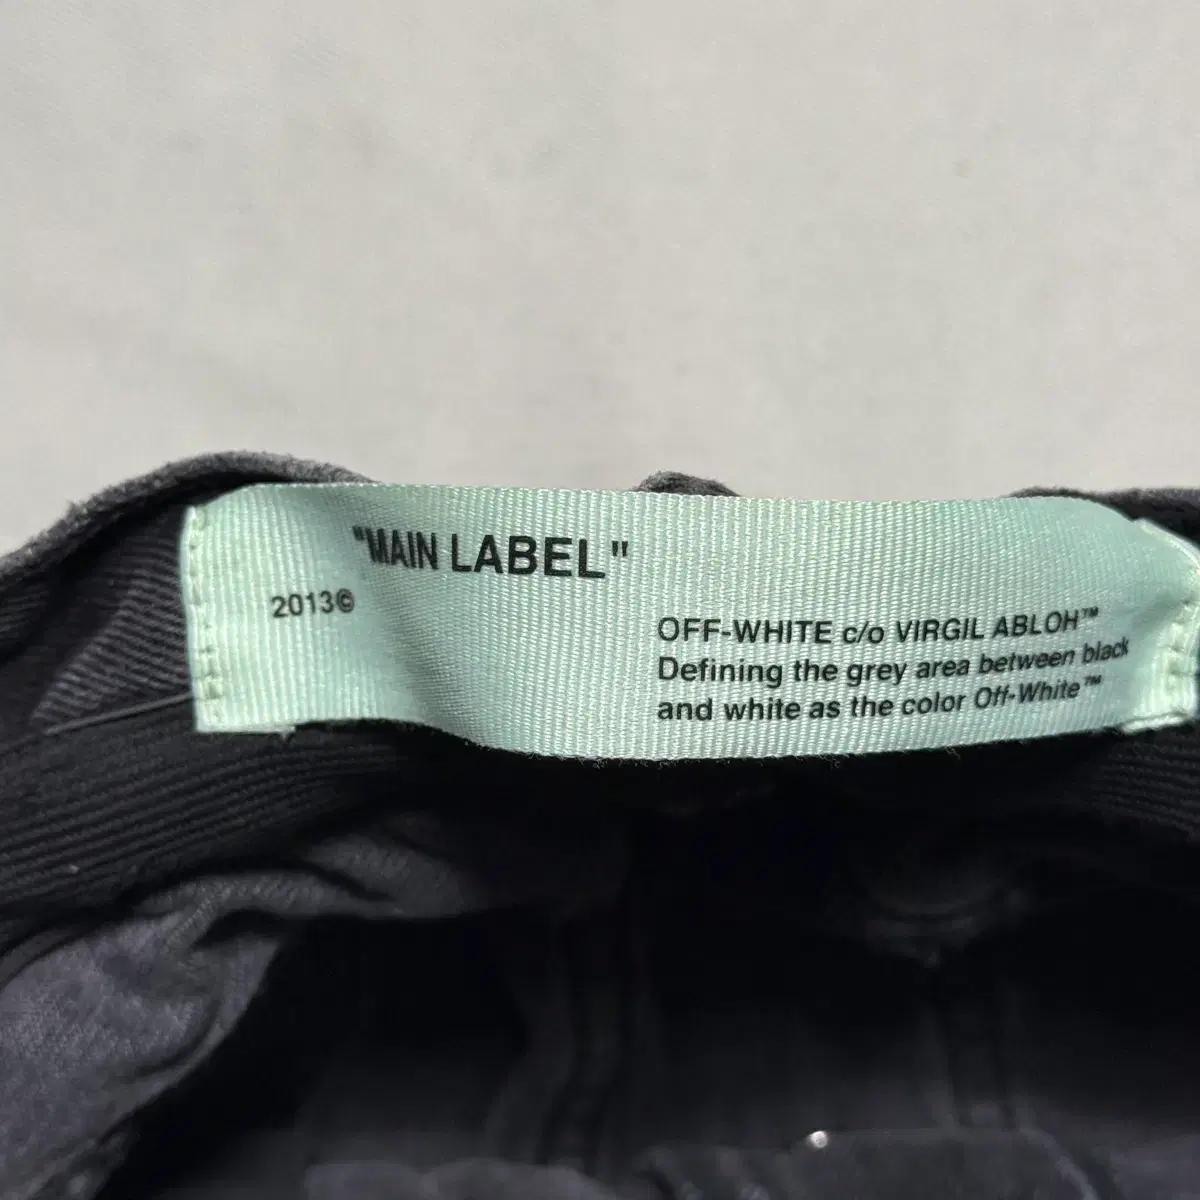 "MAIN LABEL"
2013©
OFF-WHITE c/o VIRGIL ABLOH™
Defining the grey area between black
and white as the color Off-White™